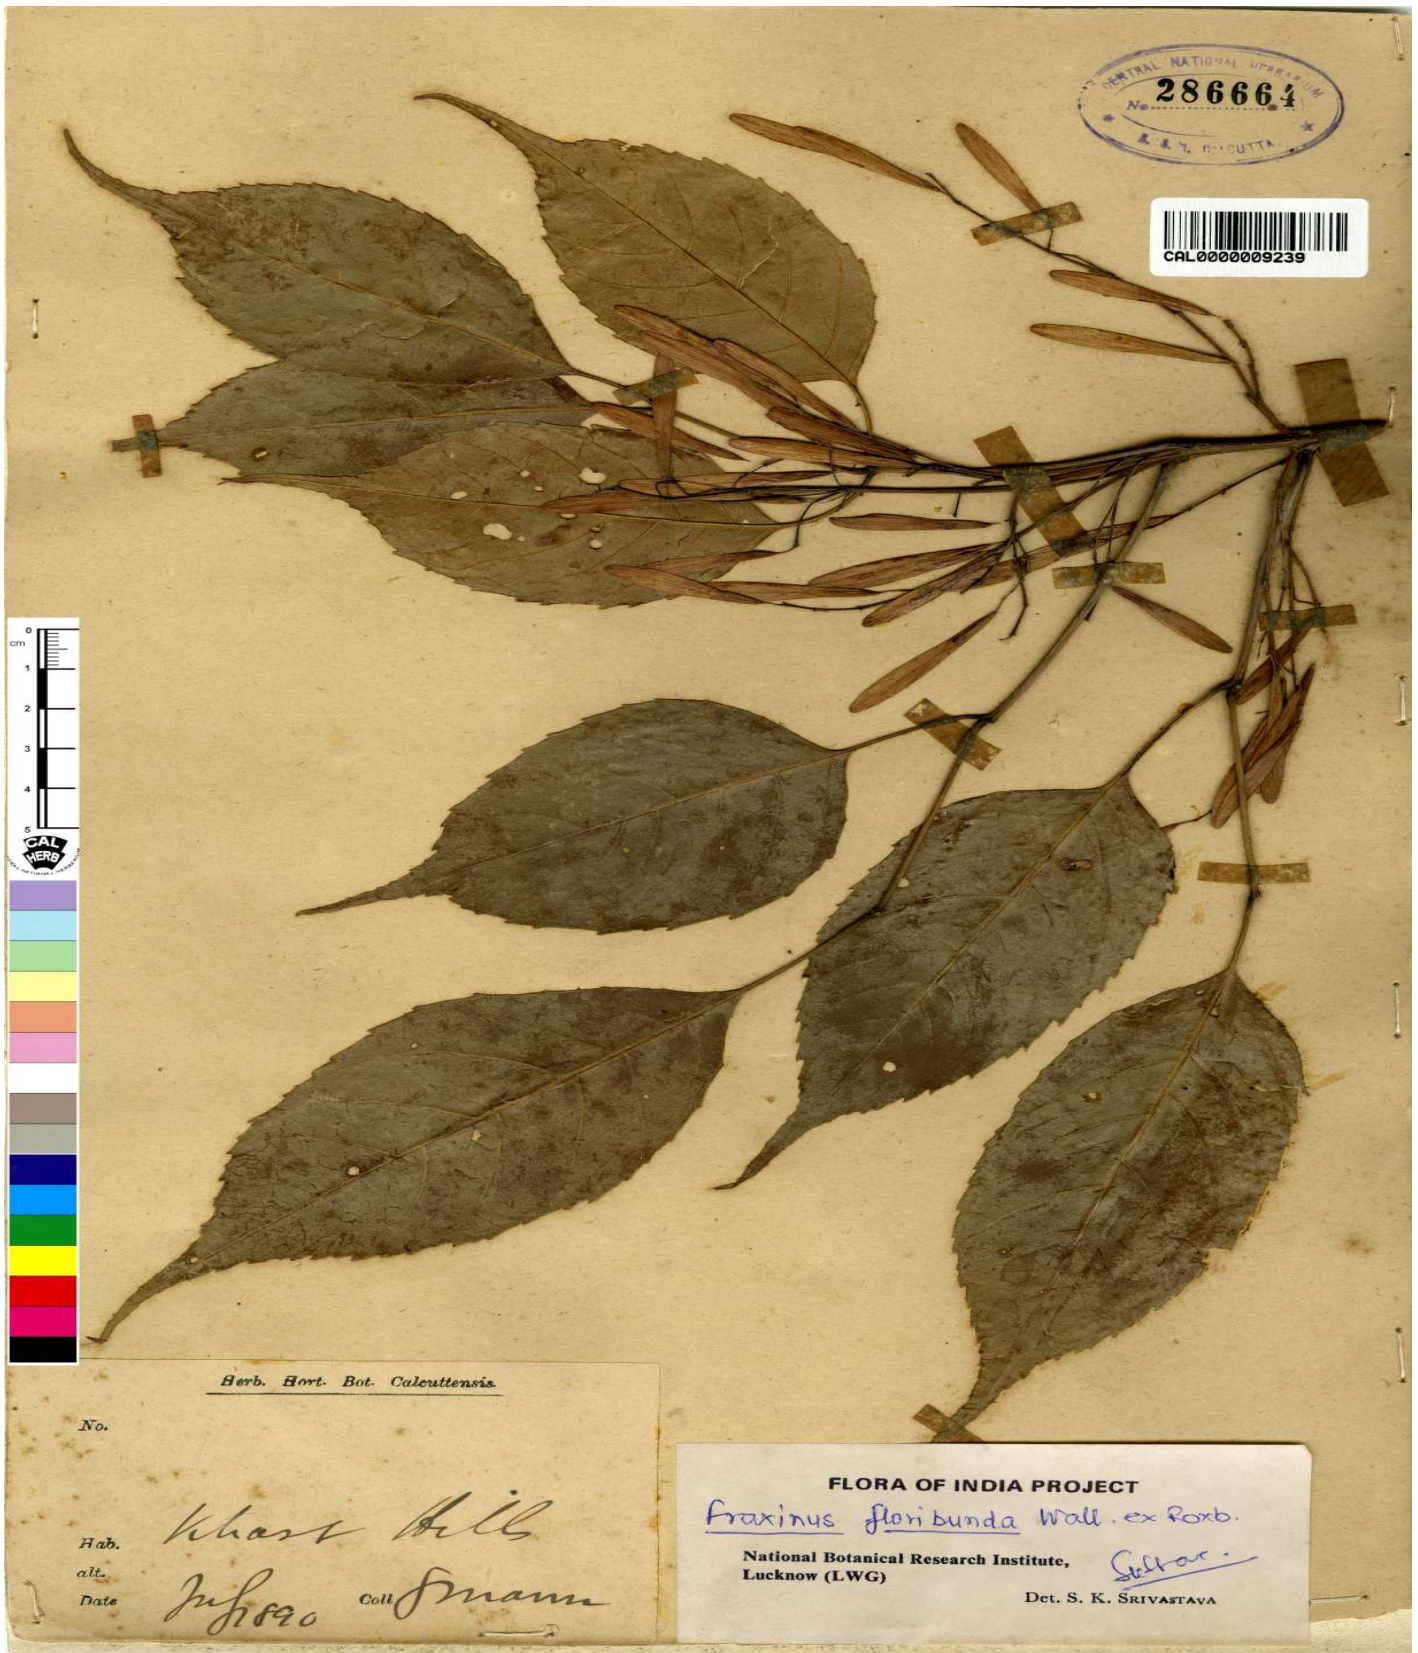 CENTRAL NATIONAL HERBARIUM
No 286664
CALCUTTA
CAL0000009239
0
cm
1
2
3
4
5
CAL
HERB
Herb. Hort. Bot. Calcuttensis
No.
Hab. Khasi Hills
alt.
Date July 1890 Coll G Mann
FLORA OF INDIA PROJECT
Fraxinus floribunda Wall. ex Roxb.
National Botanical Research Institute,
Lucknow (LWG)
Det. S. K. SRIVASTAVA